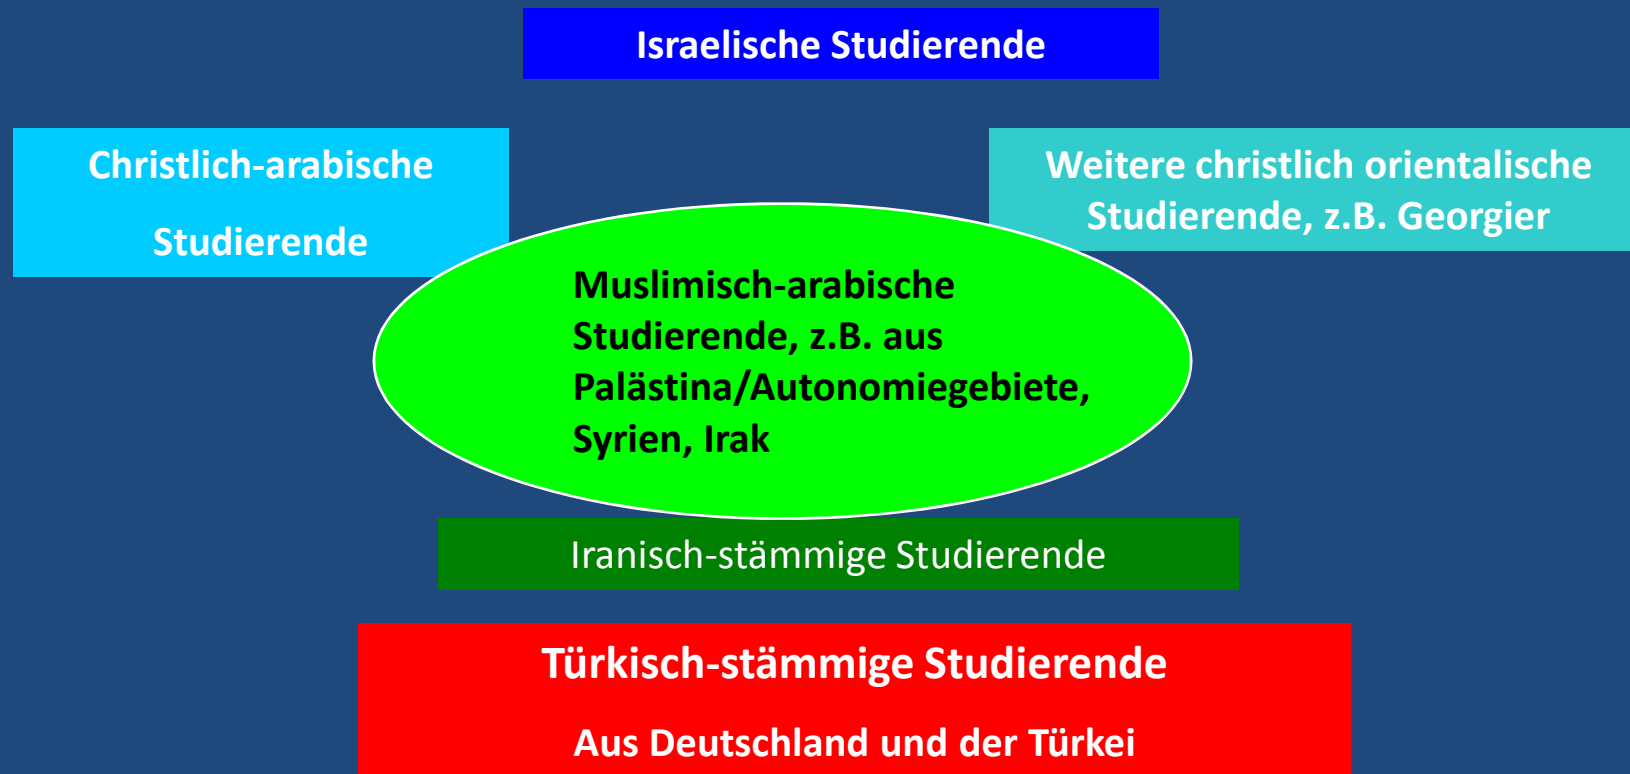 Israelische Studierende
Christlich-arabische
Studierende
Weitere christlich orientalische
Studierende, z.B. Georgier
Muslimisch-arabische
Studierende, z.B. aus
Palästina/Autonomiegebiete,
Syrien, Irak
Iranisch-stämmige Studierende
Türkisch-stämmige Studierende
Aus Deutschland und der Türkei